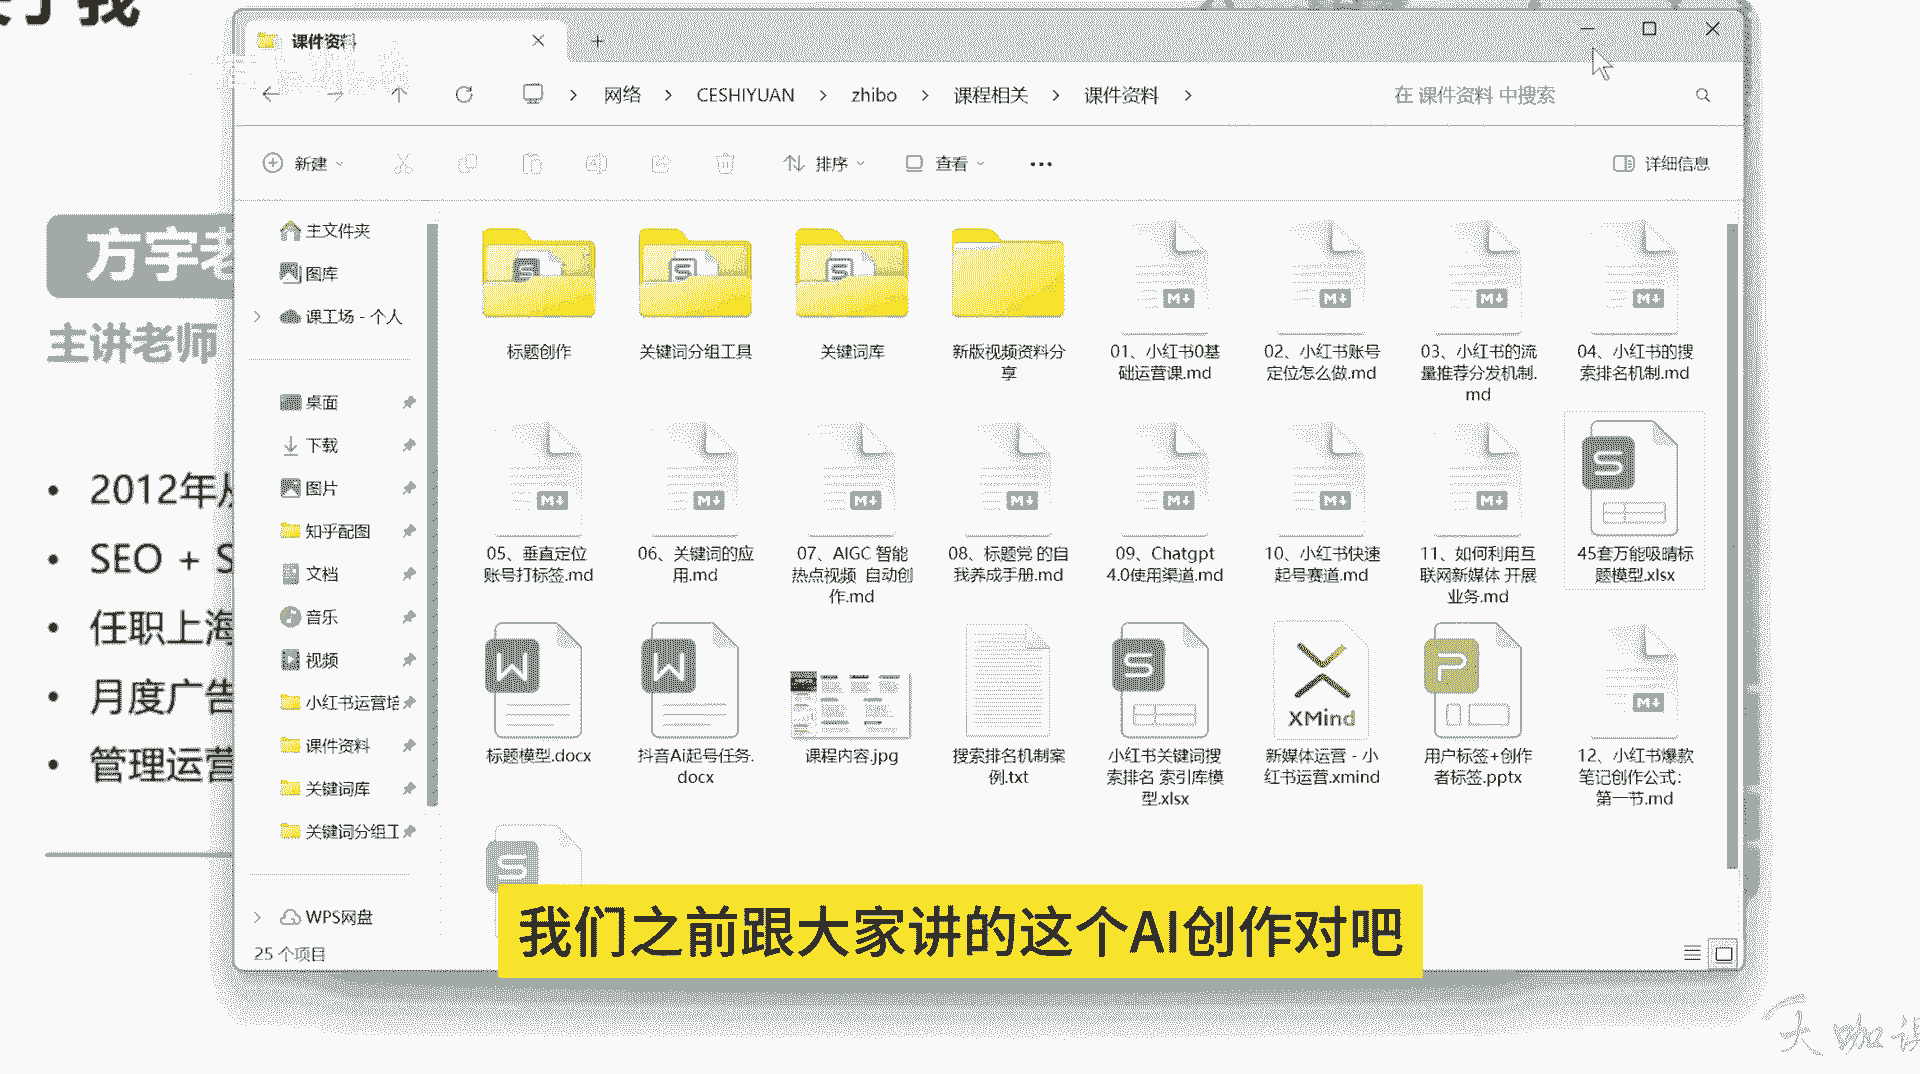 了我
课件资料
网络 > CESHIYUAN > zhibo > 课程相关 > 课件资料 >
在 课件资料 中搜索
新建
排序
查看
详细信息
方宇老
主讲老师
2012年从
SEO + S
任职上海
月度广告
管理运营
主文件夹
图库
课工场 - 个人
桌面
下载
图片
知乎配图
文档
音乐
视频
小红书运营培
课件资料
关键词库
关键词分组工
WPS网盘
25 个项目
标题创作
关键词分组工具
关键词库
新版视频资料分
享
01、小红书0基
础运营课.md
02、小红书账号
定位怎么做.md
03、小红书的流
量推荐分发机制.
md
04、小红书的搜
索排名机制.md
05、垂直定位
账号打标签.md
06、关键词的应
用.md
07、AIGC 智能
热点视频 自动创
作.md
08、标题党 的自
我养成手册.md
09、Chatgpt
4.0使用渠道.md
10、小红书快速
起号赛道.md
11、如何利用互
联网新媒体 开展
业务.md
45套万能吸睛标
题模型.xlsx
标题模型.docx
抖音Ai起号任务.
docx
课程内容.jpg
搜索排名机制案
例.txt
小红书关键词搜
索排名 索引库模
型.xlsx
XMind
新媒体运营 - 小
红书运营.xmind
用户标签+创作
者标签.pptx
12、小红书爆款
笔记创作公式：
第一节.md
我们之前跟大家讲的这个AI创作对吧
大咖课